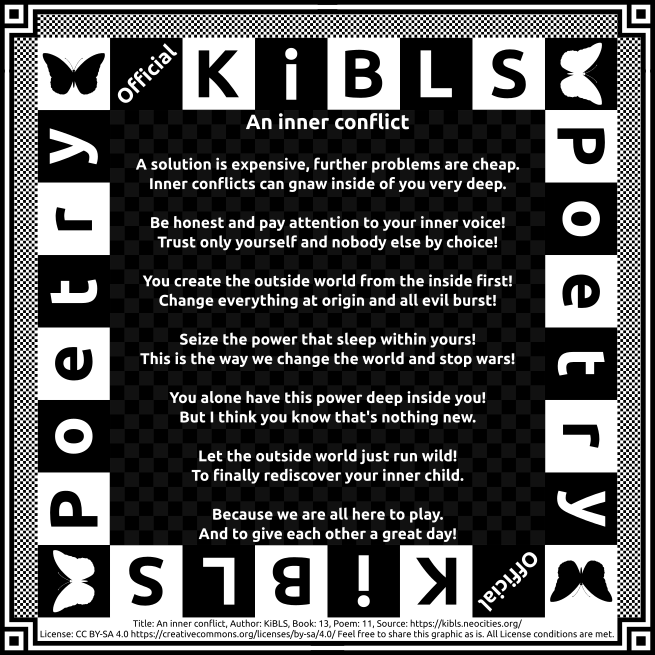 Official KiBLS
Poetry
Poetry
An inner conflict
A solution is expensive, further problems are cheap.
Inner conflicts can gnaw inside of you very deep.
Be honest and pay attention to your inner voice!
Trust only yourself and nobody else by choice!
You create the outside world from the inside first!
Change everything at origin and all evil burst!
Seize the power that sleep within yours!
This is the way we change the world and stop wars!
You alone have this power deep inside you!
But I think you know that's nothing new.
Let the outside world just run wild!
To finally rediscover your inner child.
Because we are all here to play.
And to give each other a great day!
Official KiBLS
Title: An inner conflict, Author: KiBLS, Book: 13, Poem: 11, Source: https://kibls.neocities.org/
License: CC BY-SA 4.0 https://creativecommons.org/licenses/by-sa/4.0/ Feel free to share this graphic as is. All License conditions are met.